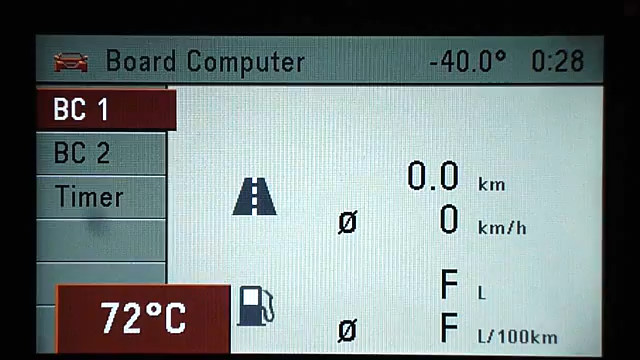 Board Computer -40.0° 0:28
BC 1
BC 2
Timer
0.0 km
Ø 0 km/h
F L
Ø F L/100km
72°C